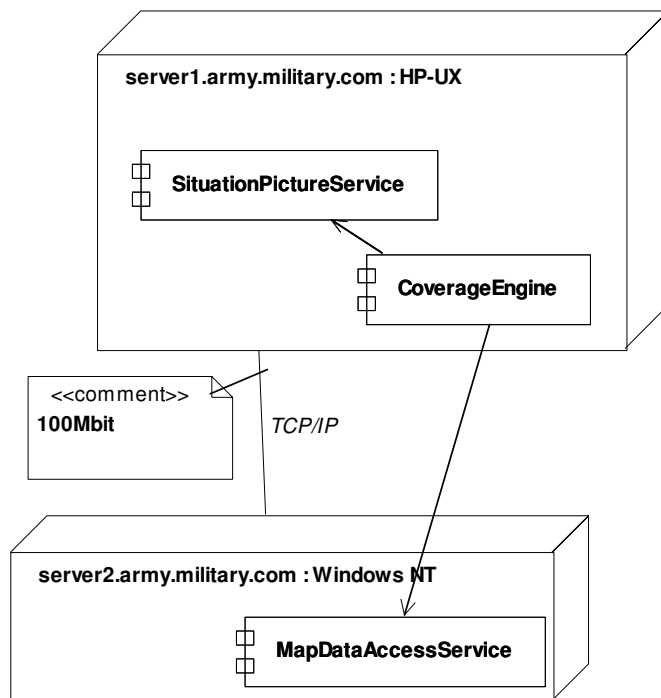 server1.army.military.com : HP-UX
SituationPictureService
CoverageEngine
<<comment>>
100Mbit
TCP/IP
server2.army.military.com : Windows NT
MapDataAccessService